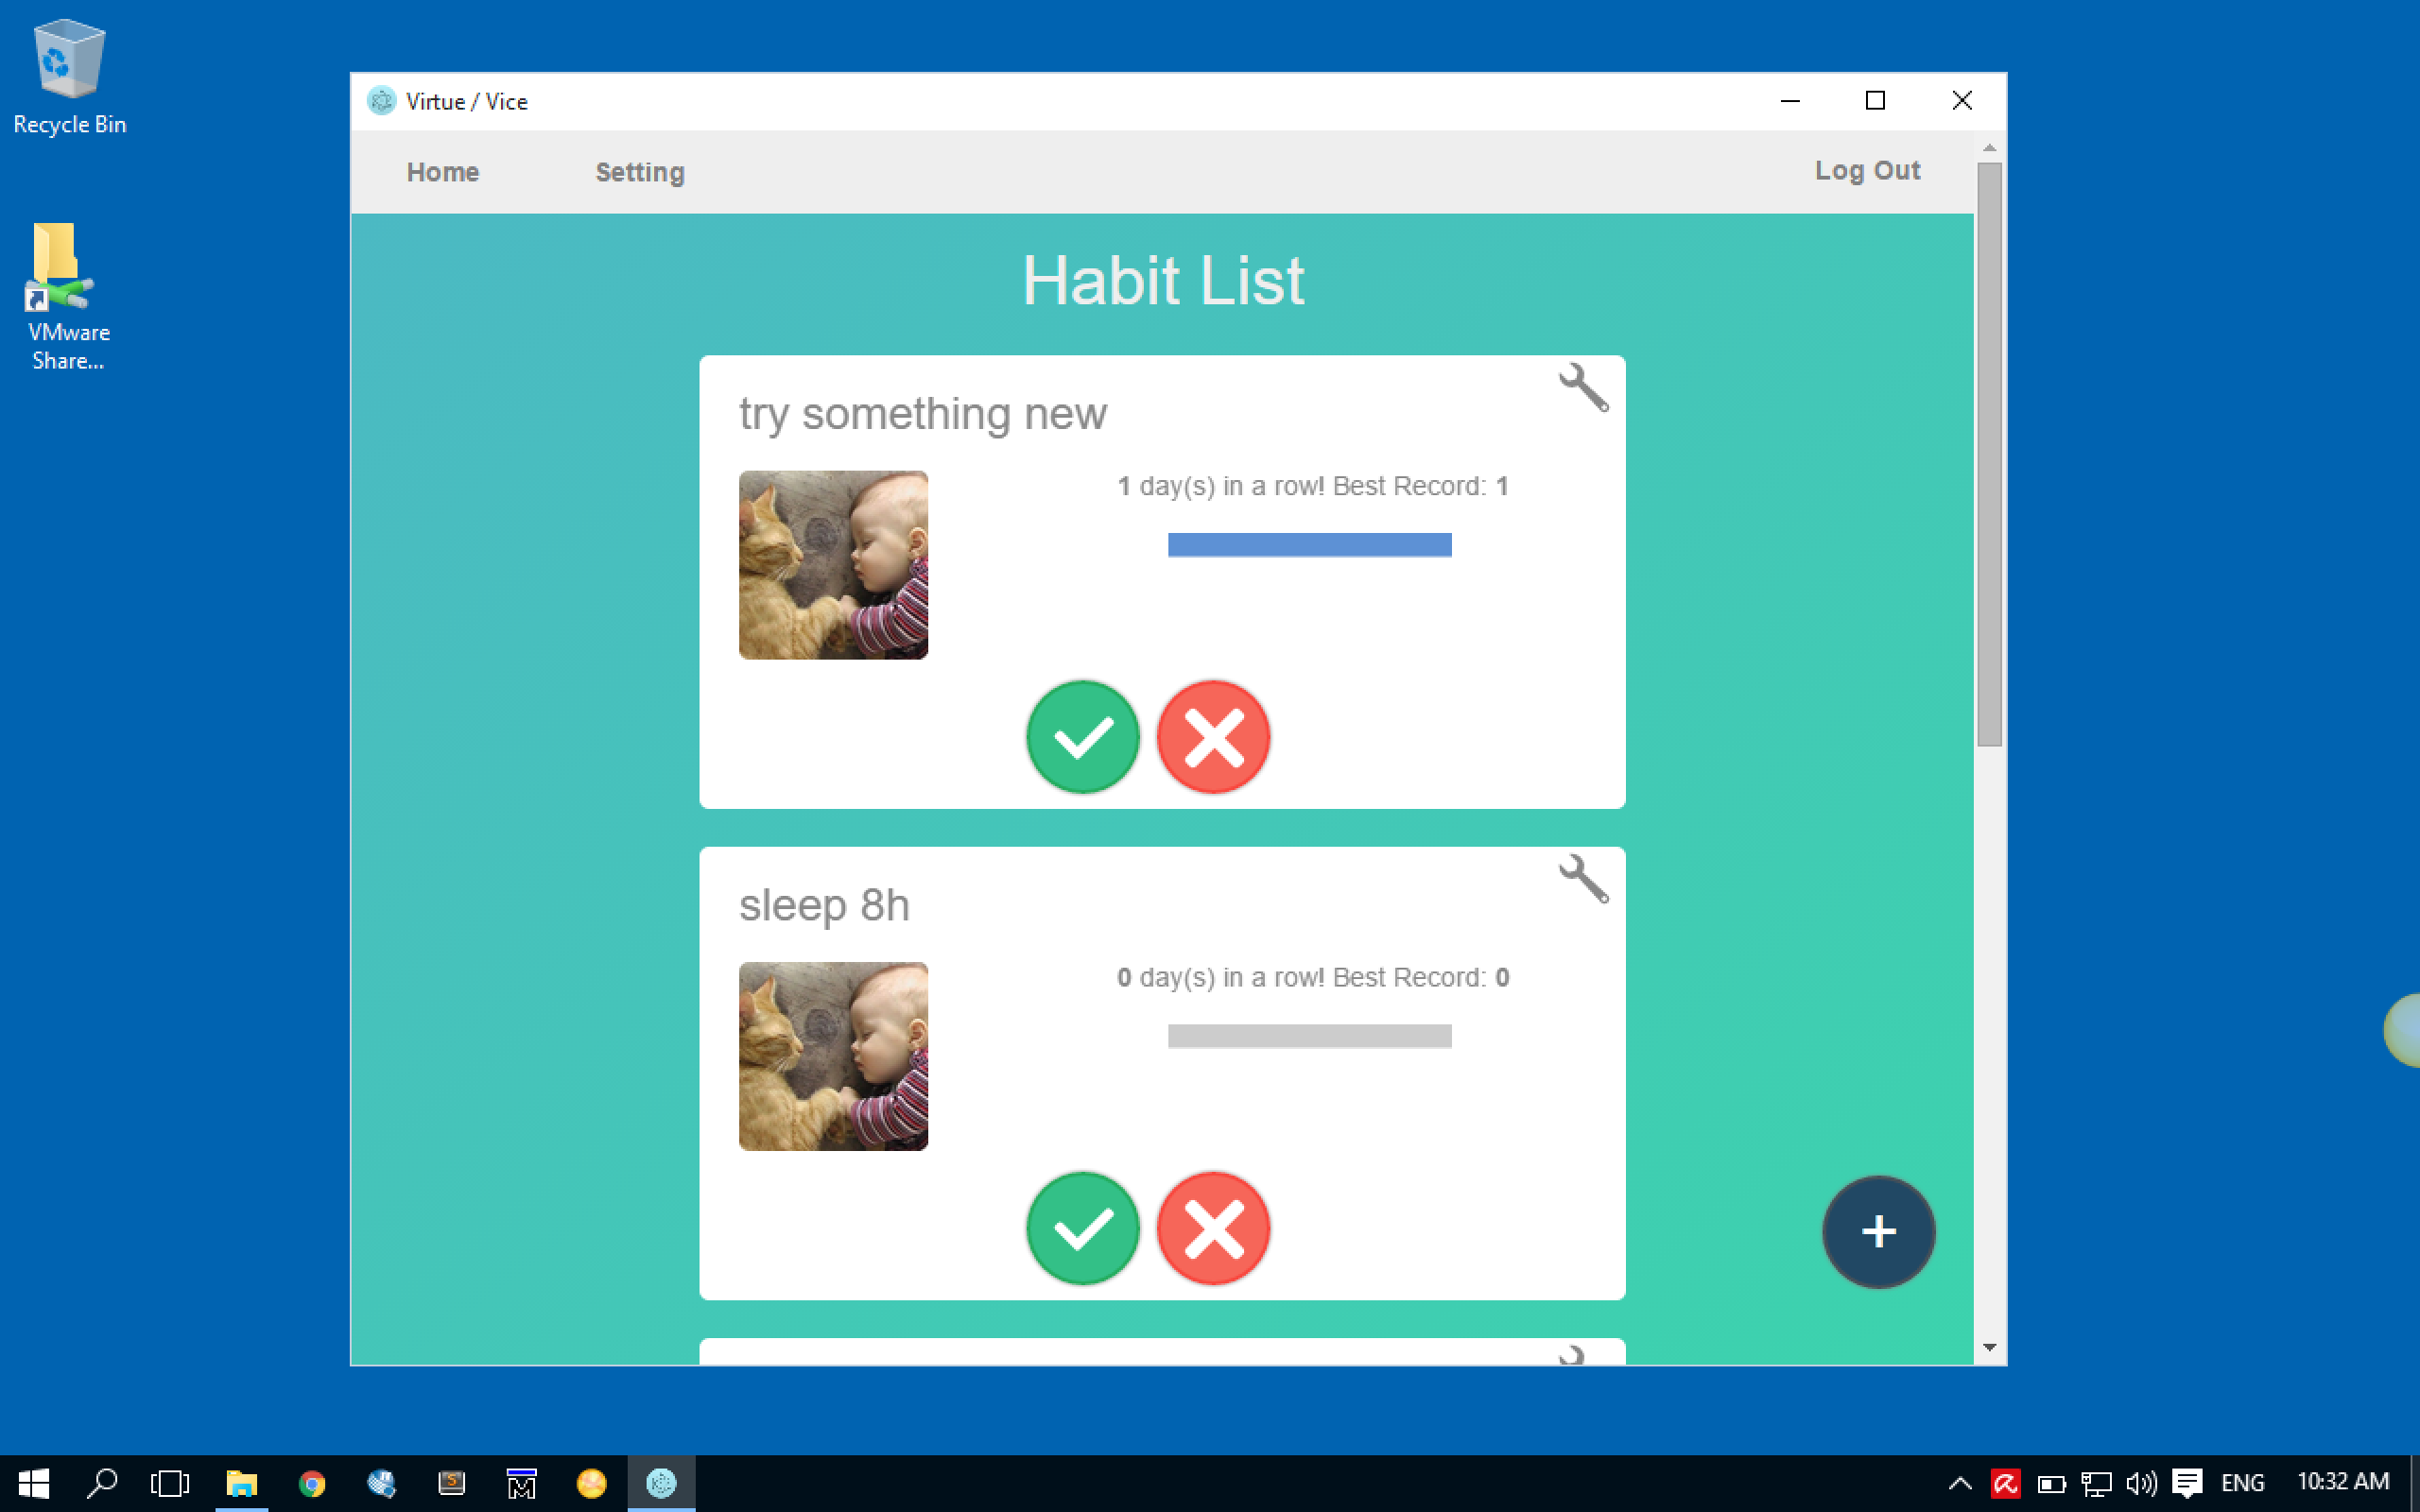 Recycle Bin
VMware
Share...
Virtue / Vice
Home
Setting
Log Out
Habit List
try something new
1 day(s) in a row! Best Record: 1
sleep 8h
0 day(s) in a row! Best Record: 0
+
ENG
10:32 AM